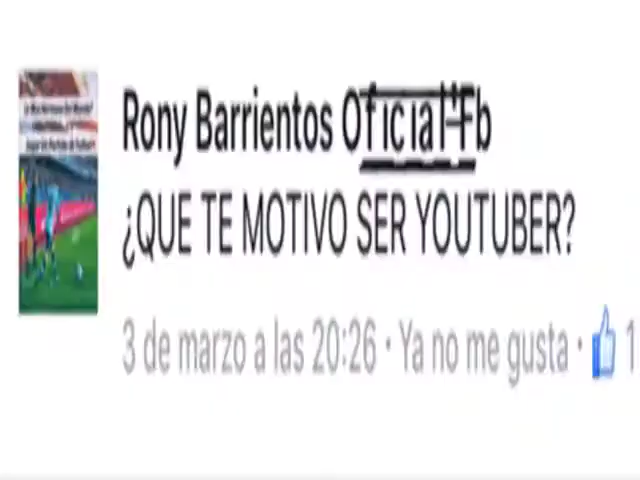 Rony Barrientos Oficial Fb
¿QUE TE MOTIVO SER YOUTUBER?
3 de marzo a las 20:26 · Ya no me gusta · 1